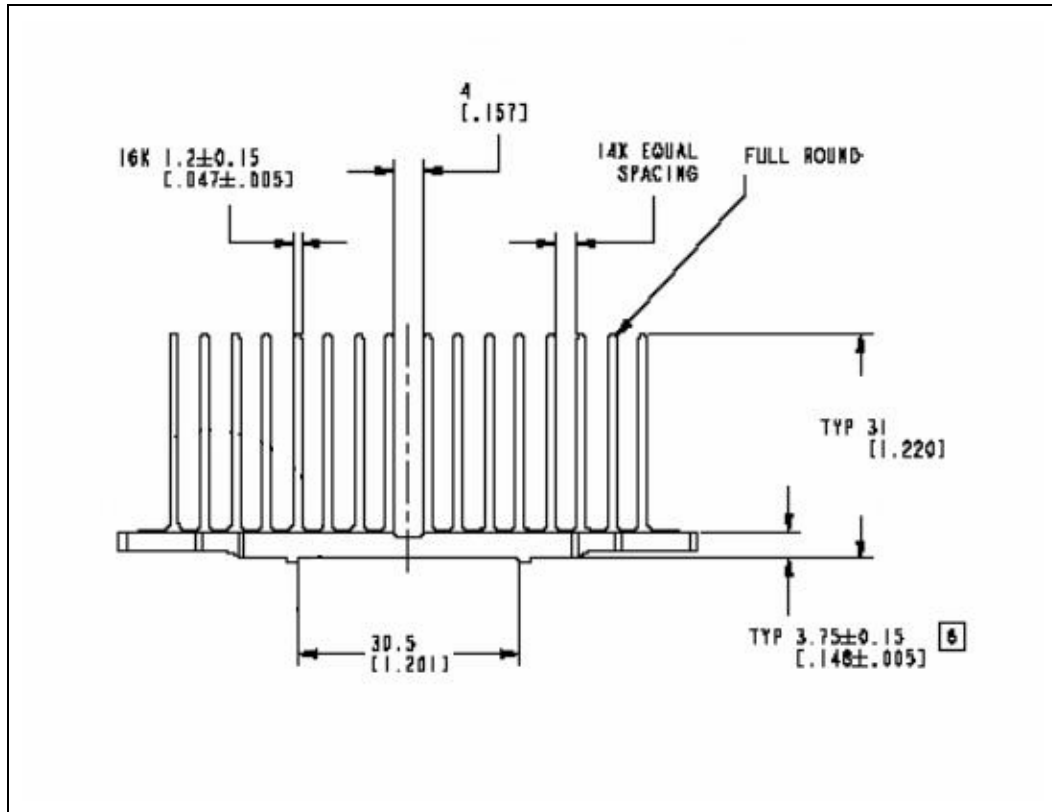 4
[.157]
16X 1.2±0.15
[.047±.005]
14X EQUAL
SPACING
FULL ROUND
TYP 31
[1.220]
30.5
[1.201]
TYP 3.75±0.15 6
[.148±.005]